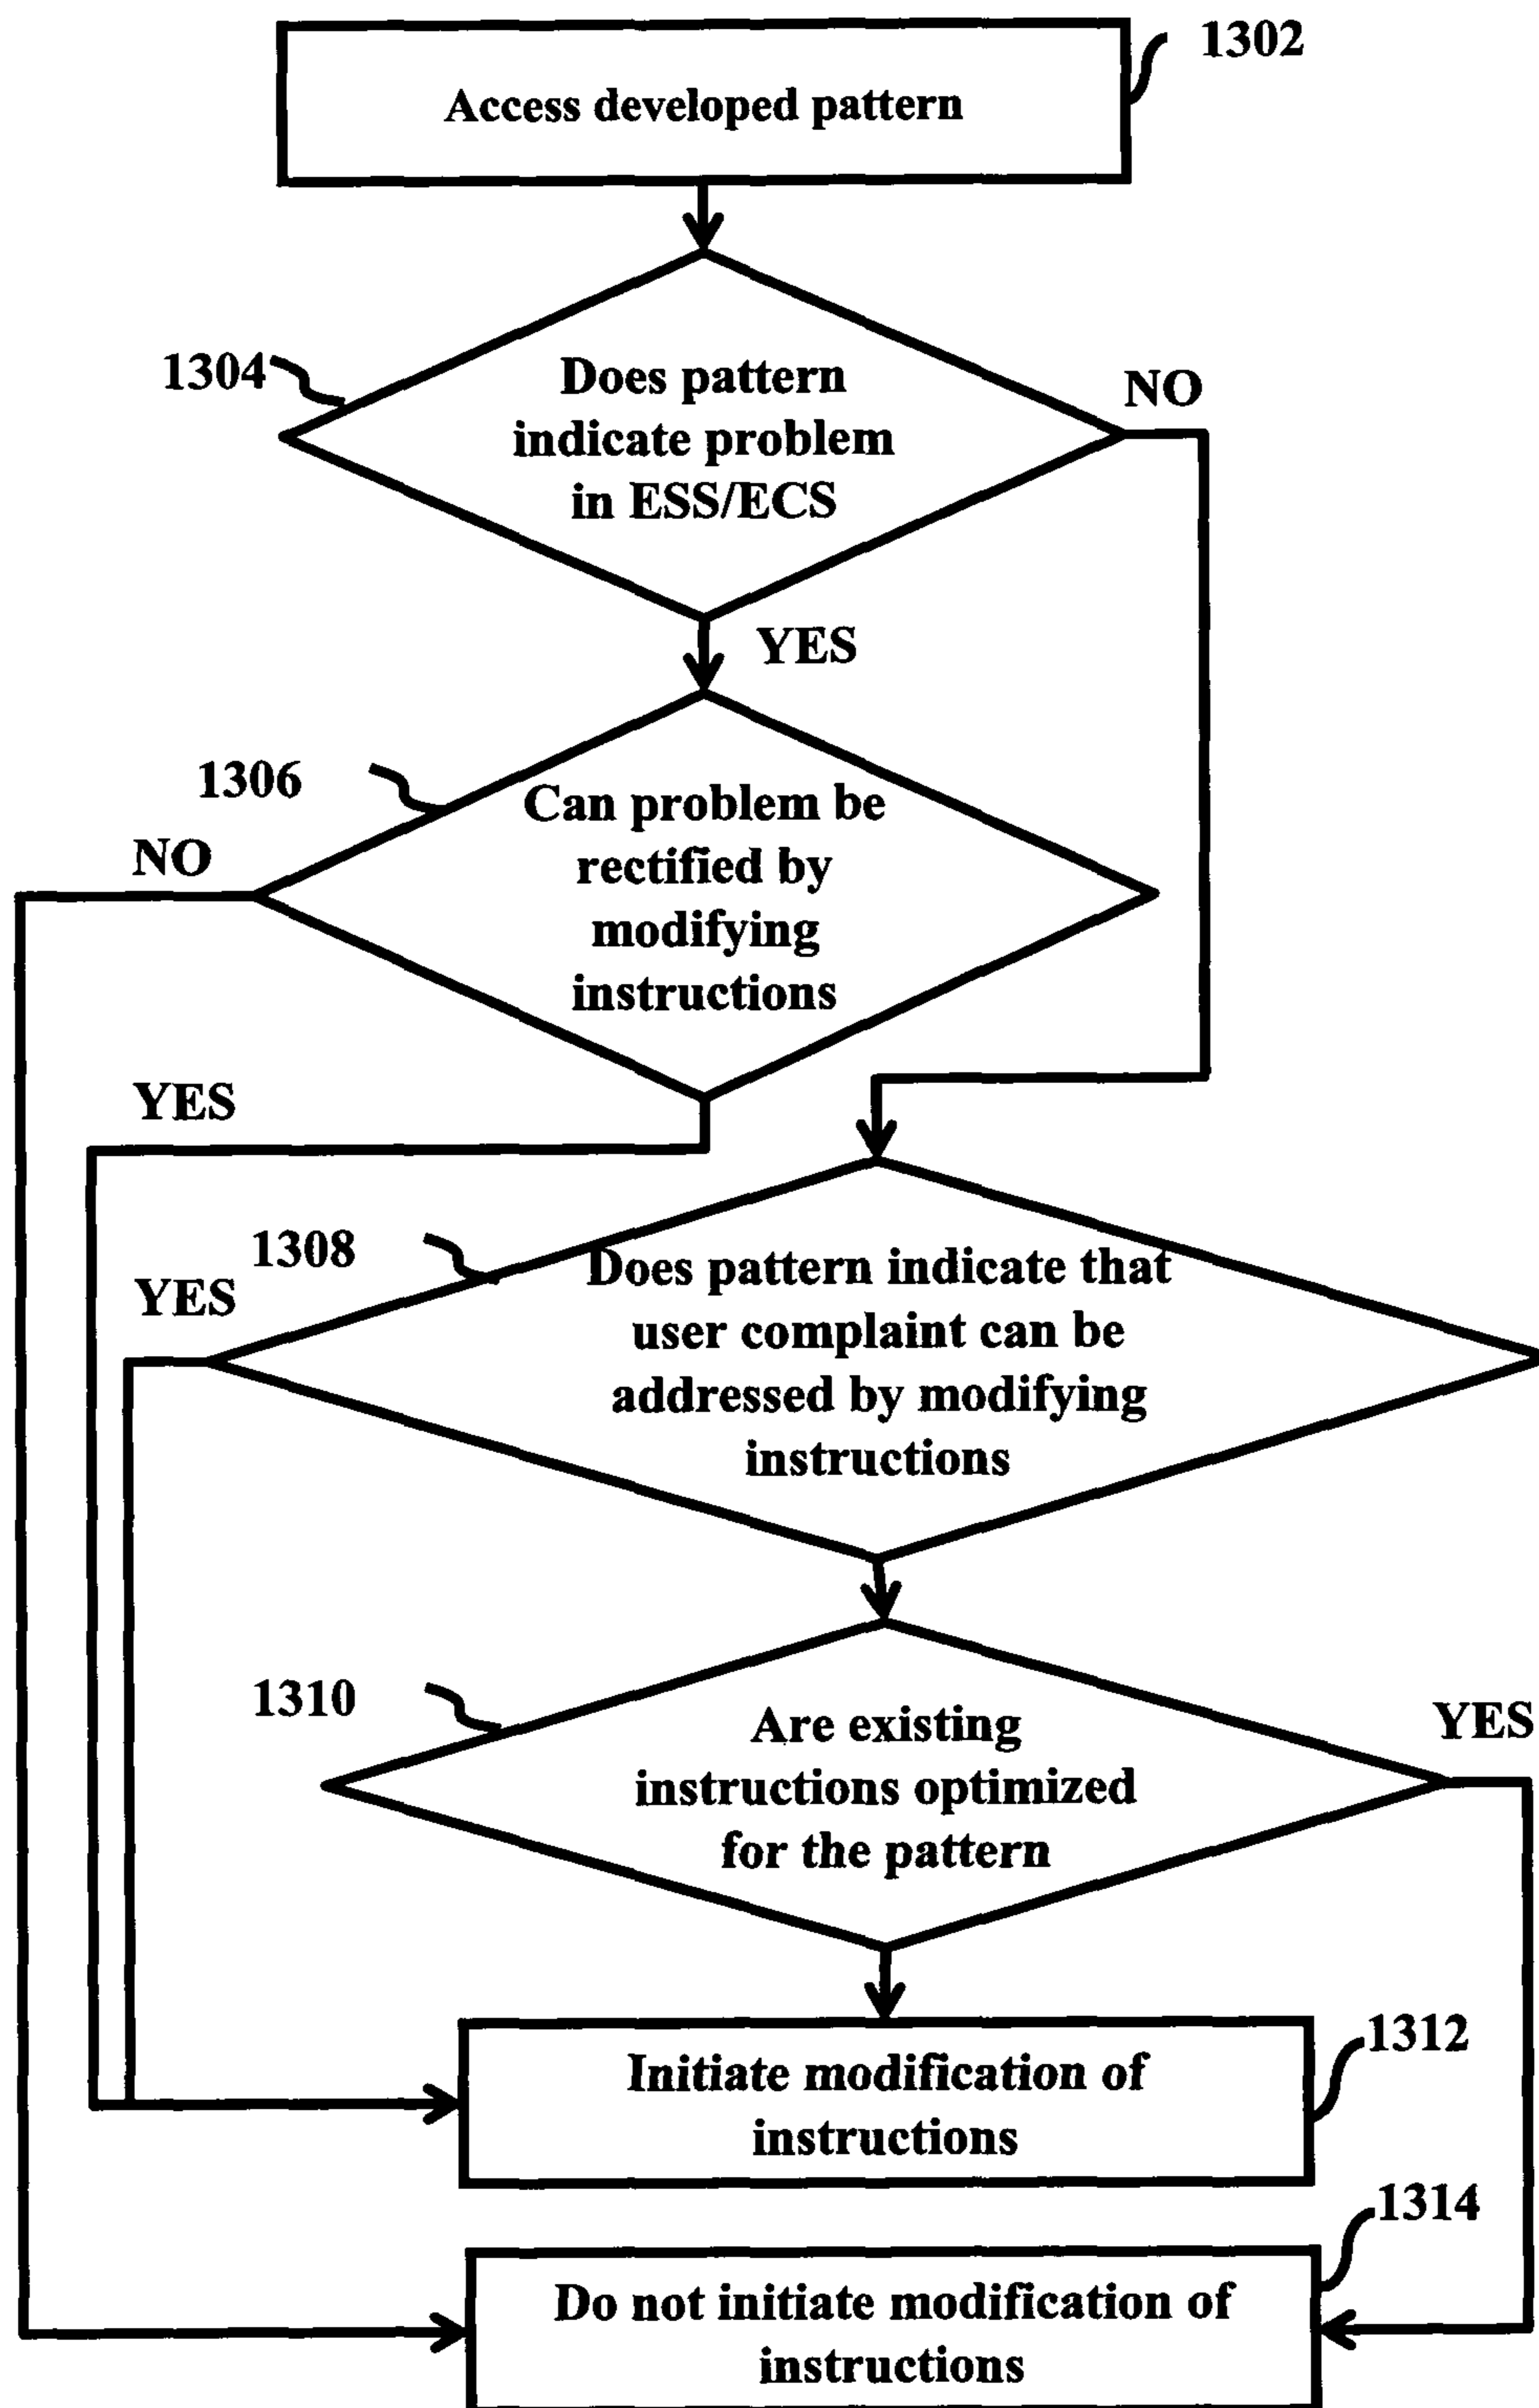 1302
Access developed pattern
1304
Does pattern
indicate problem
in ESS/ECS
NO
YES
1306
Can problem be
rectified by
modifying
instructions
NO
YES
1308
Does pattern indicate that
user complaint can be
addressed by modifying
instructions
YES
1310
Are existing
instructions optimized
for the pattern
YES
1312
Initiate modification of
instructions
1314
Do not initiate modification of
instructions